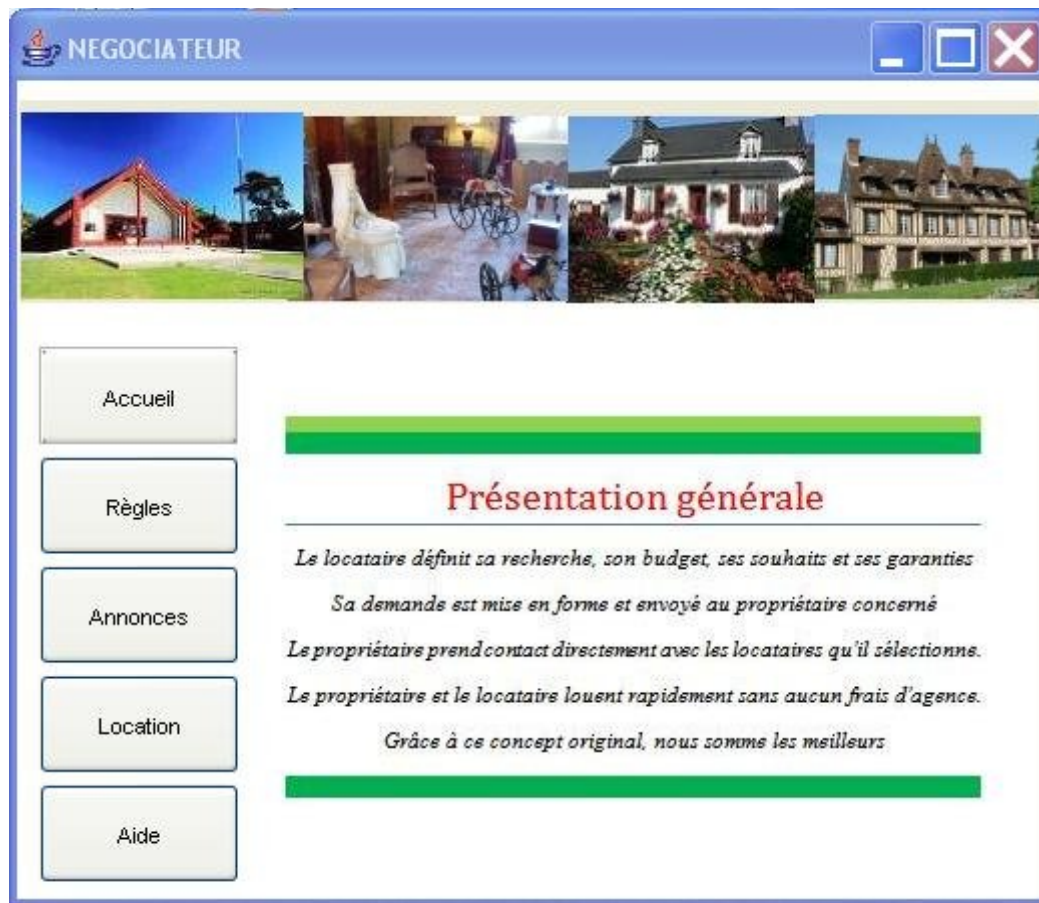 NEGOCIATEUR
Accueil
Règles
Annonces
Location
Aide
Présentation générale
Le locataire définit sa recherche, son budget, ses souhaits et ses garanties
Sa demande est mise en forme et envoyé au propriétaire concerné
Le propriétaire prend contact directement avec les locataires qu'il sélectionne.
Le propriétaire et le locataire louent rapidement sans aucun frais d'agence.
Grâce à ce concept original, nous somme les meilleurs